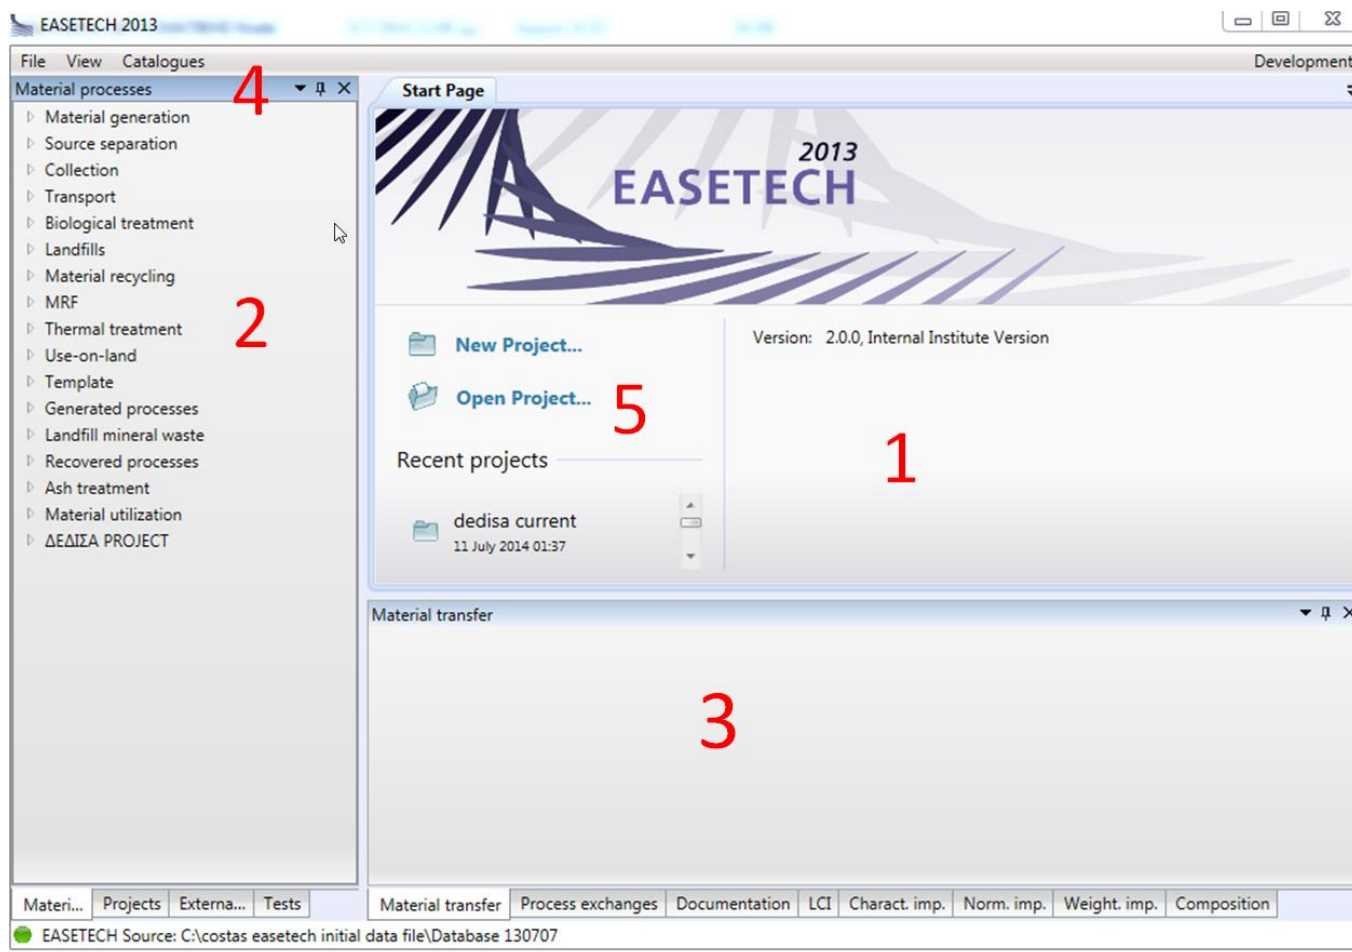 EASETECH 2013
File View Catalogues
Development
Material processes
4
Material generation
Source separation
Collection
Transport
Biological treatment
Landfills
Material recycling
MRF
Thermal treatment
Use-on-land
Template
Generated processes
Landfill mineral waste
Recovered processes
Ash treatment
Material utilization
ΔΕΔΙΣΑ PROJECT
2
Start Page
2013
EASETECH
New Project...
Open Project...
5
Recent projects
dedisa current
11 July 2014 01:37
Version: 2.0.0, Internal Institute Version
1
Material transfer
3
Materi... Projects Externa... Tests
Material transfer Process exchanges Documentation LCI Charact. imp. Norm. imp. Weight. imp. Composition
EASETECH Source: C:\costas easetech initial data file\Database 130707